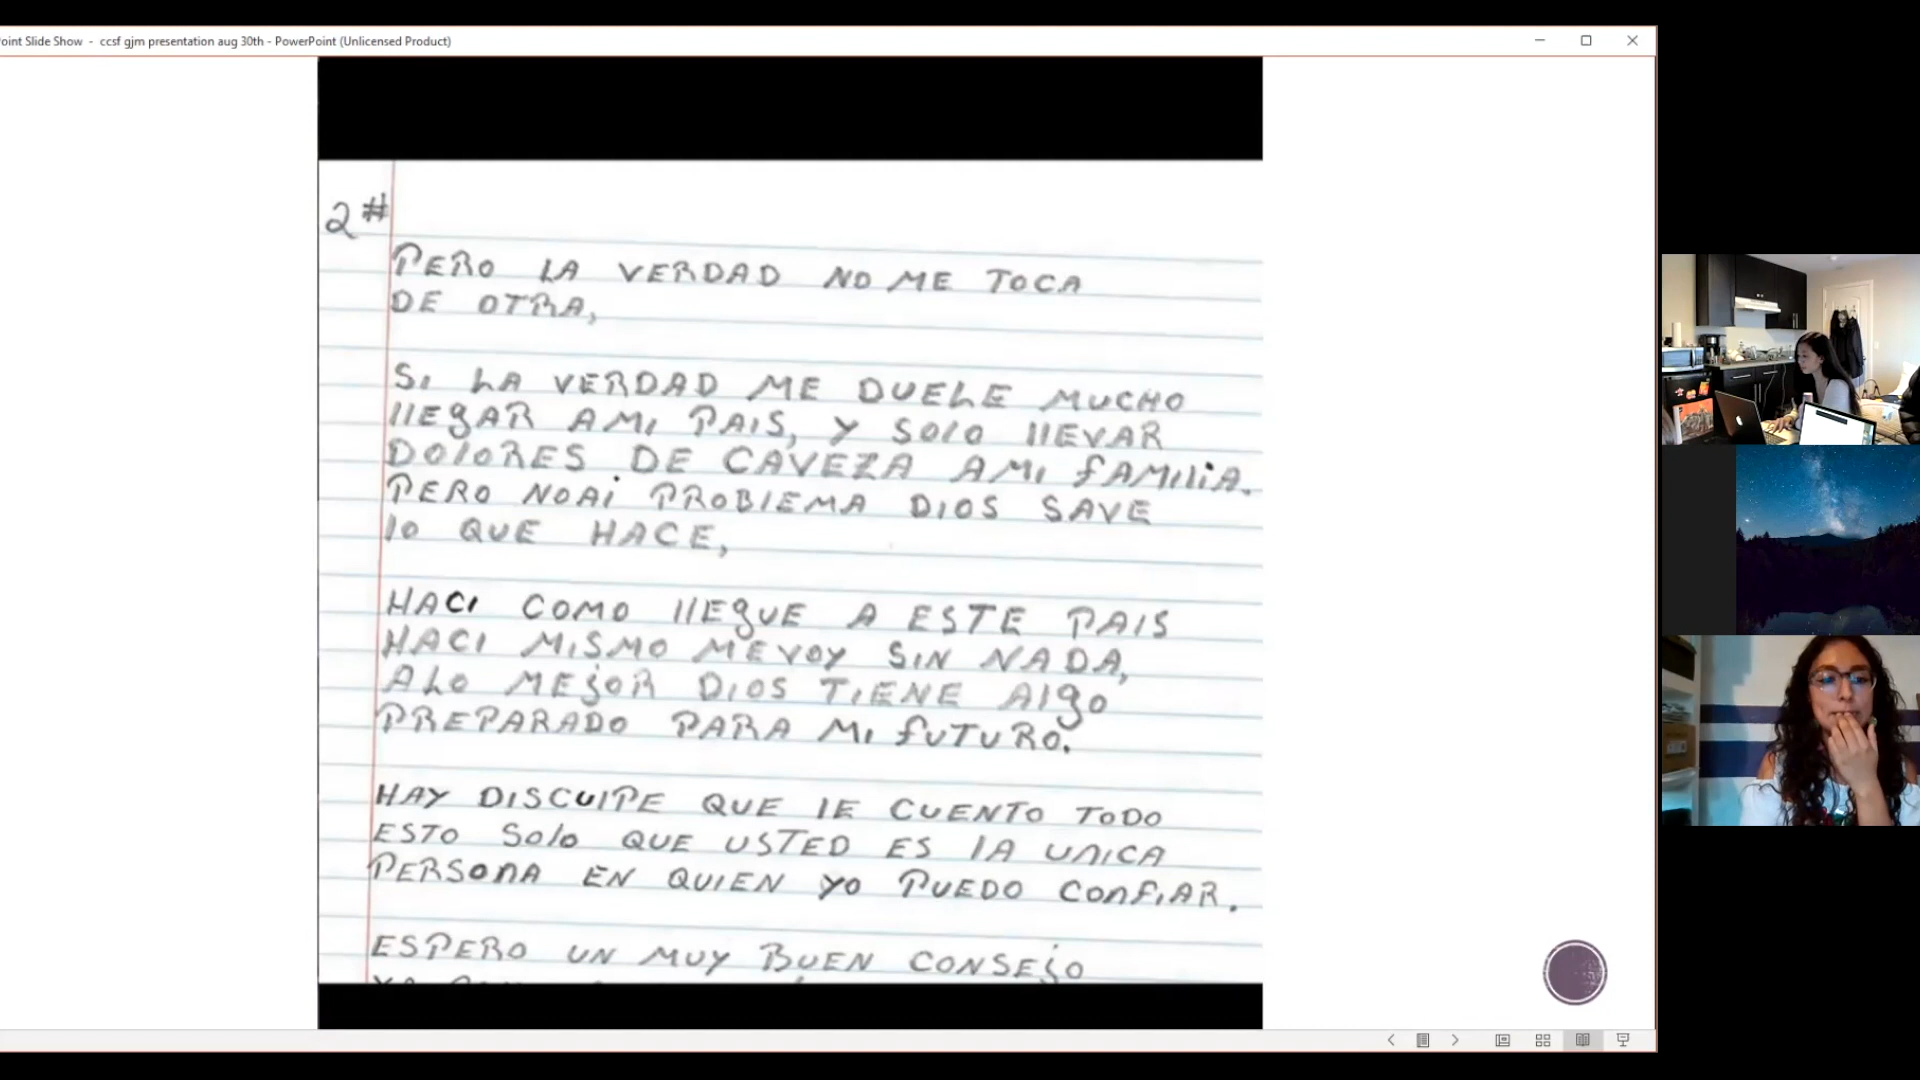 oint Slide Show - ccsf gjm presentation aug 30th - PowerPoint (Unlicensed Product)
2#
PERO LA VERDAD NO ME TOCA
DE OTRA,
SI LA VERDAD ME DUELE MUCHO
llEGAR AMI PAIS, Y SOlO llEVAR
DOlORES DE CAVEZA AMI fAMIliA.
PERO NOAi PROBlEMA DIOS SAVE
lO QUE HACE,
HACI COMO llEgUE A ESTE PAIS
HACI MISMO MEVOY SIN NADA,
ALO MEjOR DIOS TIENE AlgO
PREPARADO PARA MI fUTURO.
HAY DISCUlPE QUE lE CUENTO TODO
ESTO SOlO QUE USTED ES lA UNICA
PERSONA EN QUIEN YO PUEDO CONfIAR.
ESPERO UN MUY BUEN CONSEjO